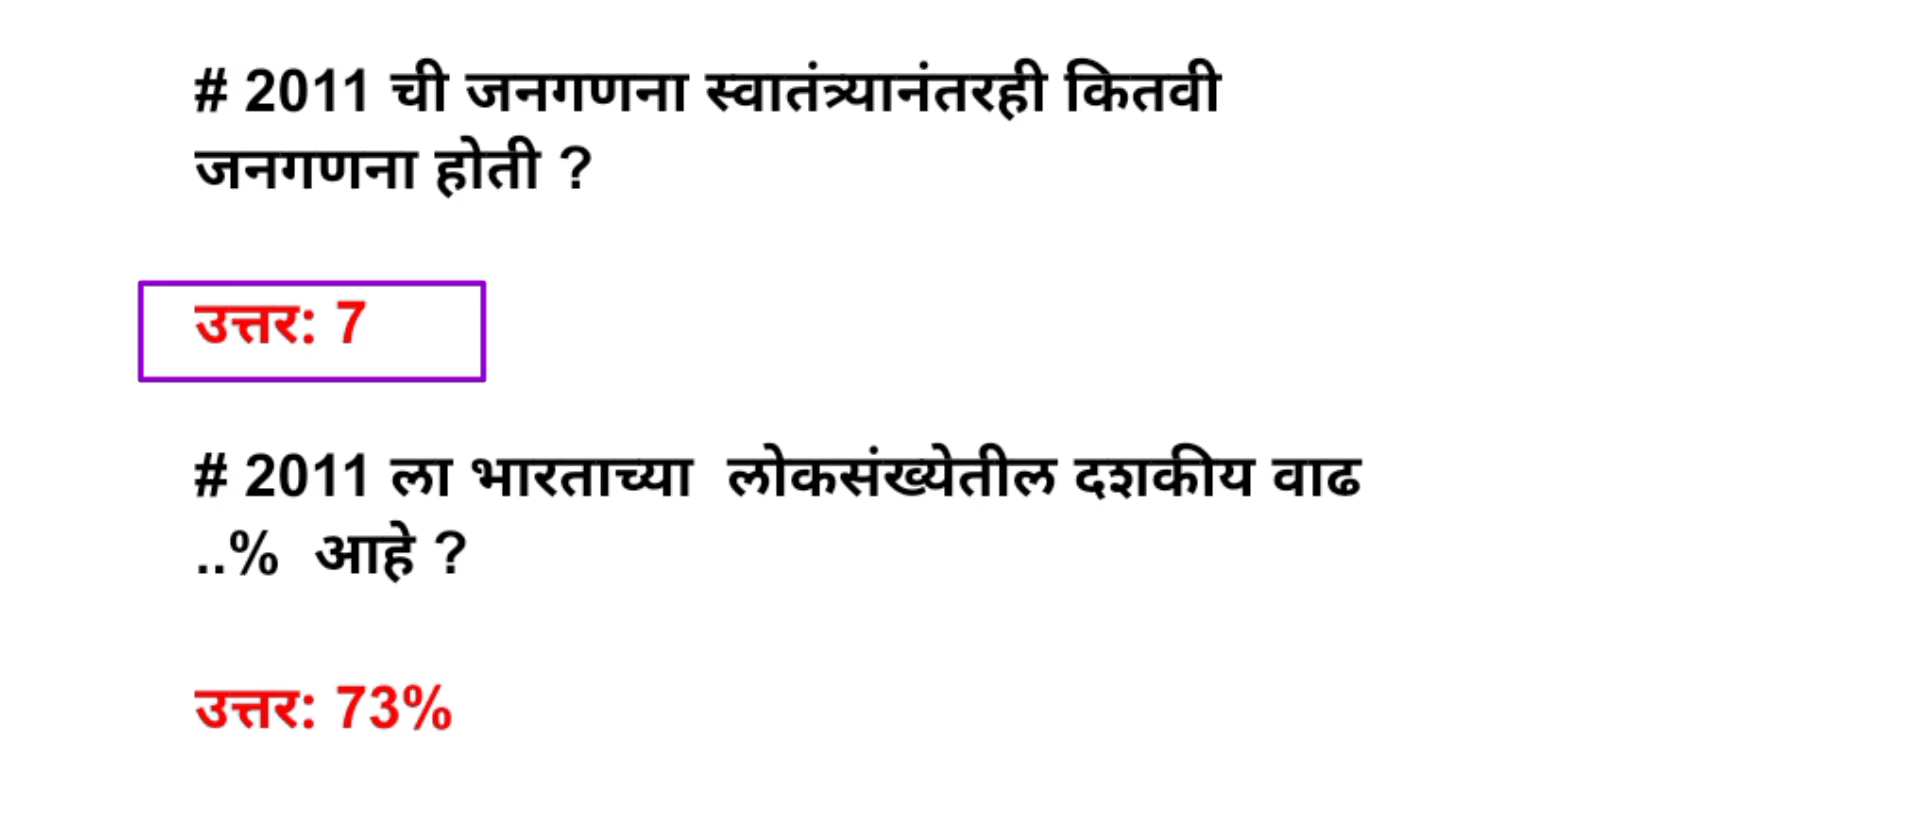 # 2011 ची जनगणना स्वातंत्र्यानंतरही कितवी
जनगणना होती ?
उत्तर: 7
# 2011 ला भारताच्या लोकसंख्येतील दशकीय वाढ
..% आहे ?
उत्तर: 73%